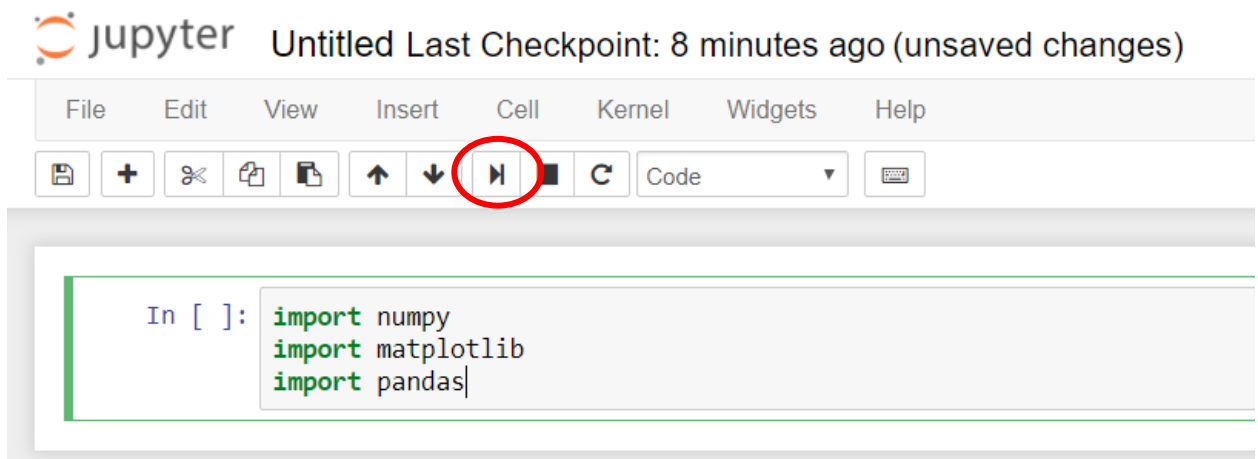 jupyter Untitled Last Checkpoint: 8 minutes ago (unsaved changes)
File Edit View Insert Cell Kernel Widgets Help
Code
In [ ]: import numpy
import matplotlib
import pandas